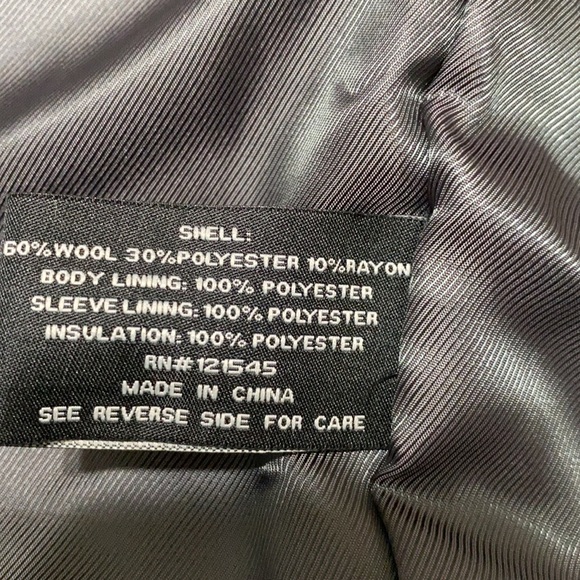 SHELL:
60%WOOL 30%POLYESTER 10%RAYON
BODY LINING: 100% POLYESTER
SLEEVE LINING: 100% POLYESTER
INSULATION: 100% POLYESTER
RN#121545
MADE IN CHINA
SEE REVERSE SIDE FOR CARE